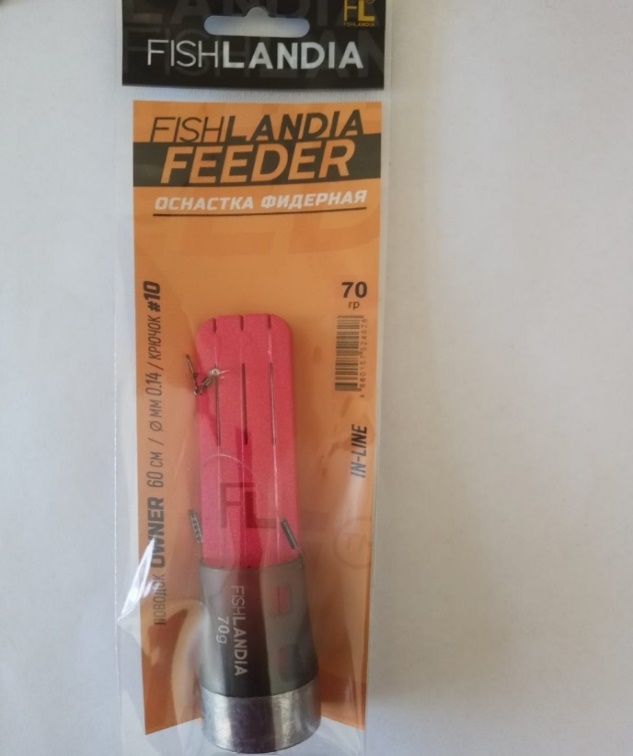 FL
FISHLANDIA
FISHLANDIA
FEEDER
ОСНАСТКА ФИДЕРНАЯ
70
гр
ПОВОДОК OWNER 60 СМ / Ø ММ 0.14 / КРЮЧОК #10
IN-LINE
FL
FISHLANDIA
70g